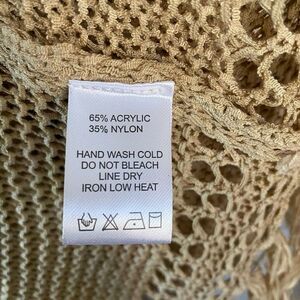 65% ACRYLIC
35% NYLON
HAND WASH COLD
DO NOT BLEACH
LINE DRY
IRON LOW HEAT